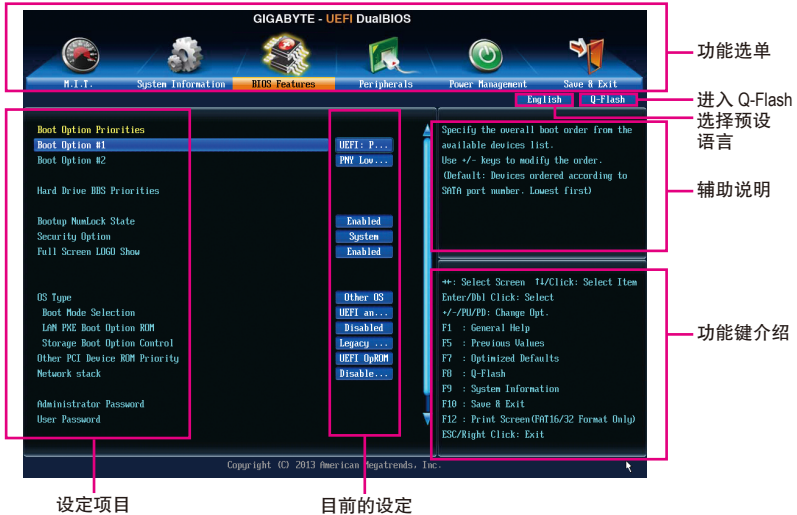 GIGABYTE - UEFI DualBIOS
M.I.T.
System Information
BIOS Features
Peripherals
Power Management
Save & Exit
功能选单
English
Q-Flash
进入 Q-Flash
选择预设
语言
Boot Option Priorities
Boot Option #1 UEFI: P...
Boot Option #2 PNY Low...
Hard Drive BBS Priorities
Bootup NumLock State Enabled
Security Option System
Full Screen LOGO Show Enabled
OS Type Other OS
Boot Mode Selection UEFI an...
LAN PXE Boot Option ROM Disabled
Storage Boot Option Control Legacy ...
Other PCI Device ROM Priority UEFI OpROM
Network stack Disable...
Administrator Password
User Password
Specify the overall boot order from the
available devices list.
Use +/- keys to modify the order.
(Default: Devices ordered according to
SATA port number. Lowest first)
辅助说明
→←: Select Screen ↑↓/Click: Select Item
Enter/Dbl Click: Select
+/-/PU/PD: Change Opt.
F1 : General Help
F5 : Previous Values
F7 : Optimized Defaults
F8 : Q-Flash
F9 : System Information
F10 : Save & Exit
F12 : Print Screen(FAT16/32 Format Only)
ESC/Right Click: Exit
功能键介绍
Copyright (C) 2013 American Megatrends, Inc.
设定项目
目前的设定